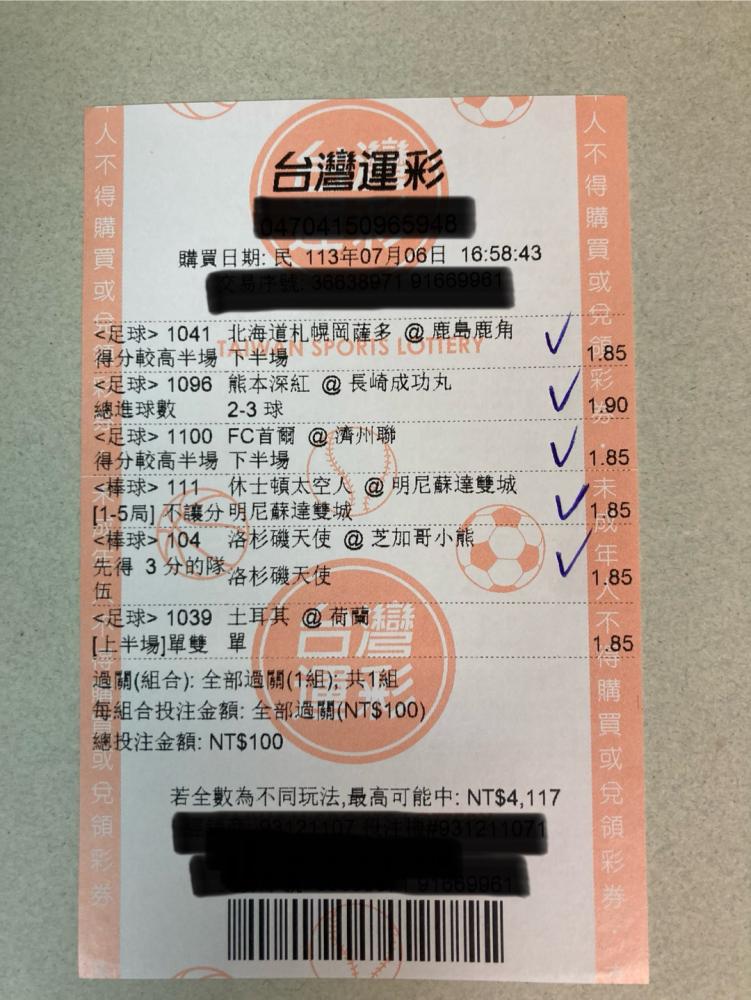 台灣運彩
購買日期: 民 113年07月06日 16:58:43
<足球> 1041 北海道札幌岡薩多 @ 鹿島鹿角
得分較高半場 下半場 1.85
TAIWAN SPORTS LOTTERY
<足球> 1096 熊本深紅 @ 長崎成功丸
總進球數 2-3 球 1.90
<足球> 1100 FC首爾 @ 濟州聯
得分較高半場 下半場 1.85
<棒球> 111 休士頓太空人 @ 明尼蘇達雙城
[1-5局] 不讓分 明尼蘇達雙城 1.85
<棒球> 104 洛杉磯天使 @ 芝加哥小熊
先得 3 分的隊伍 洛杉磯天使 1.85
<足球> 1039 土耳其 @ 荷蘭
[上半場]單雙 單 1.85
台灣運彩
過關(組合): 全部過關(1組); 共1組
每組合投注金額: 全部過關(NT$100)
總投注金額: NT$100
若全數為不同玩法,最高可能中: NT$4,117
人不得購買或兌領彩券
未成年人不得購買或兌領彩券